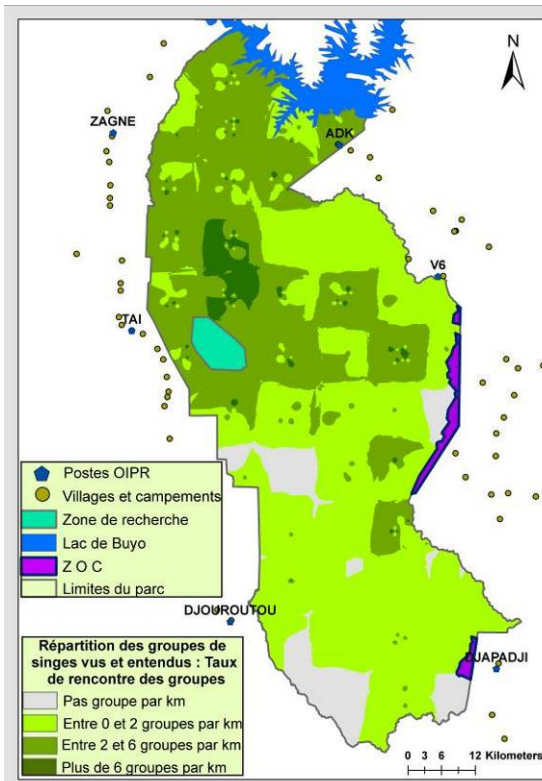 N
ZAGNE
ADK
V6
TAI
Postes OIPR
Villages et campements
Zone de recherche
Lac de Buyo
Z O C
Limites du parc
DJOUROUTOU
DJAPADJI
Répartition des groupes de
singes vus et entendus : Taux
de rencontre des groupes
Pas groupe par km
Entre 0 et 2 groupes par km
Entre 2 et 6 groupes par km
Plus de 6 groupes par km
0 3 6 12 Kilometers